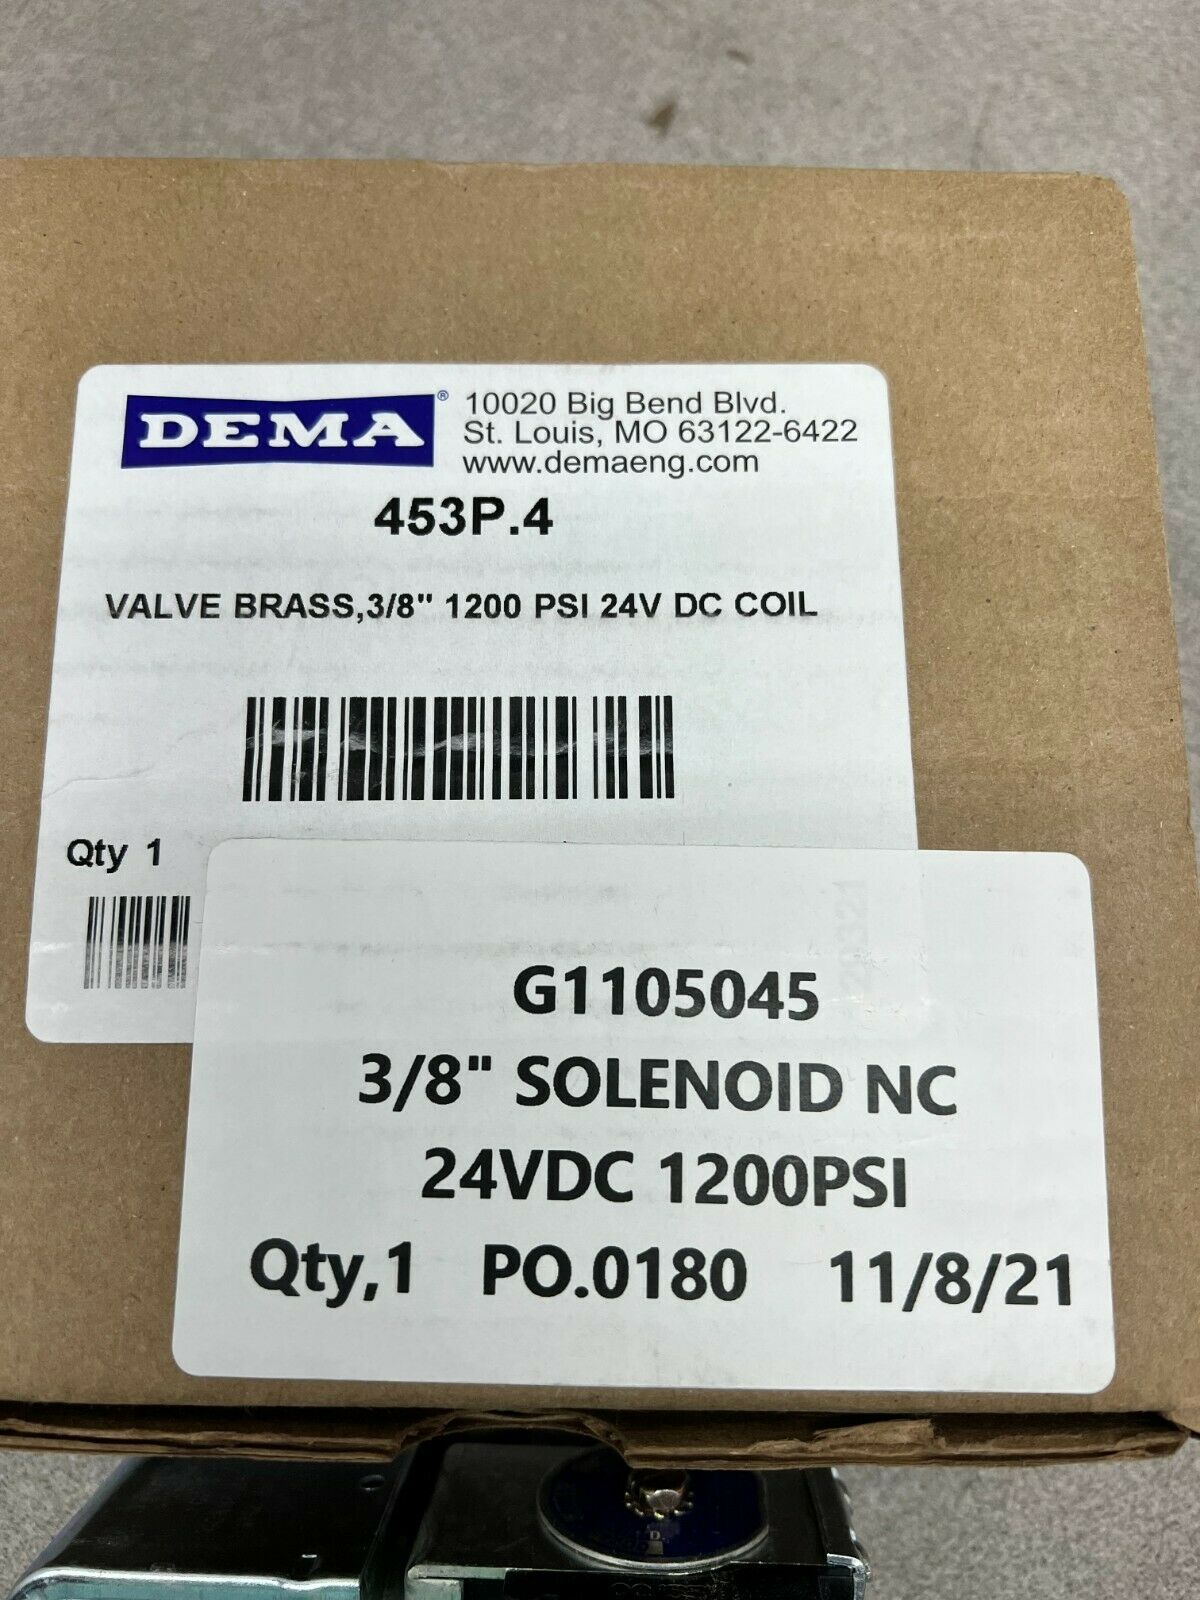 DEMA®
10020 Big Bend Blvd.
St. Louis, MO 63122-6422
www.demaeng.com
453P.4
VALVE BRASS,3/8" 1200 PSI 24V DC COIL
Qty 1
G1105045
3/8" SOLENOID NC
24VDC 1200PSI
Qty,1 PO.0180 11/8/21